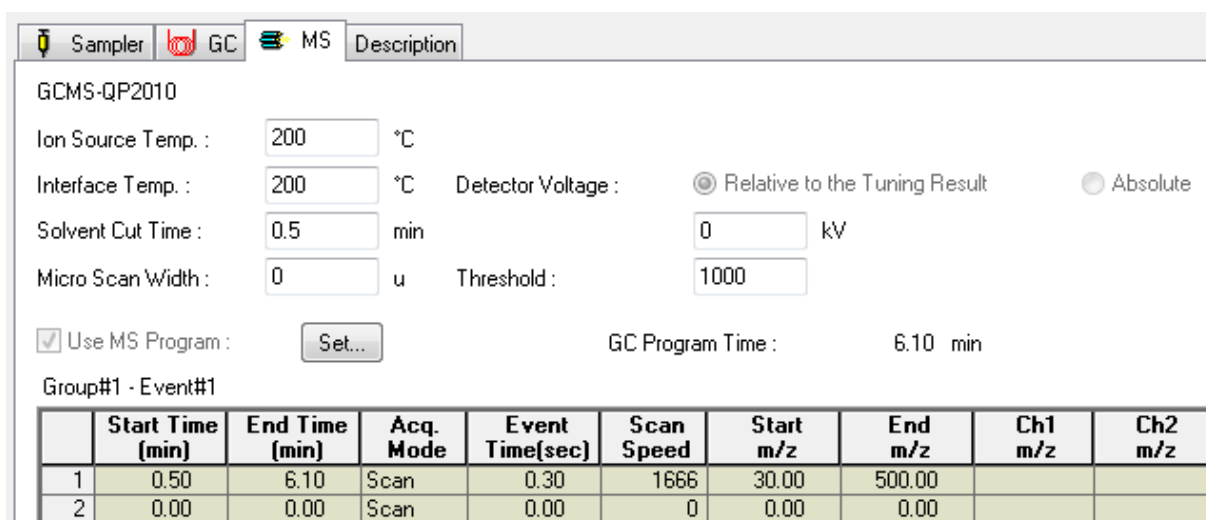 Sampler GC MS Description
GCMS-QP2010
Ion Source Temp. : 200 °C
Interface Temp. : 200 °C Detector Voltage : Relative to the Tuning Result Absolute
Solvent Cut Time : 0.5 min 0 kV
Micro Scan Width : 0 u Threshold : 1000
Use MS Program : Set... GC Program Time : 6.10 min
Group#1 - Event#1
Start Time (min) End Time (min) Acq. Mode Event Time(sec) Scan Speed Start m/z End m/z Ch1 m/z Ch2 m/z
1 0.50 6.10 Scan 0.30 1666 30.00 500.00
2 0.00 0.00 Scan 0.00 0 0.00 0.00